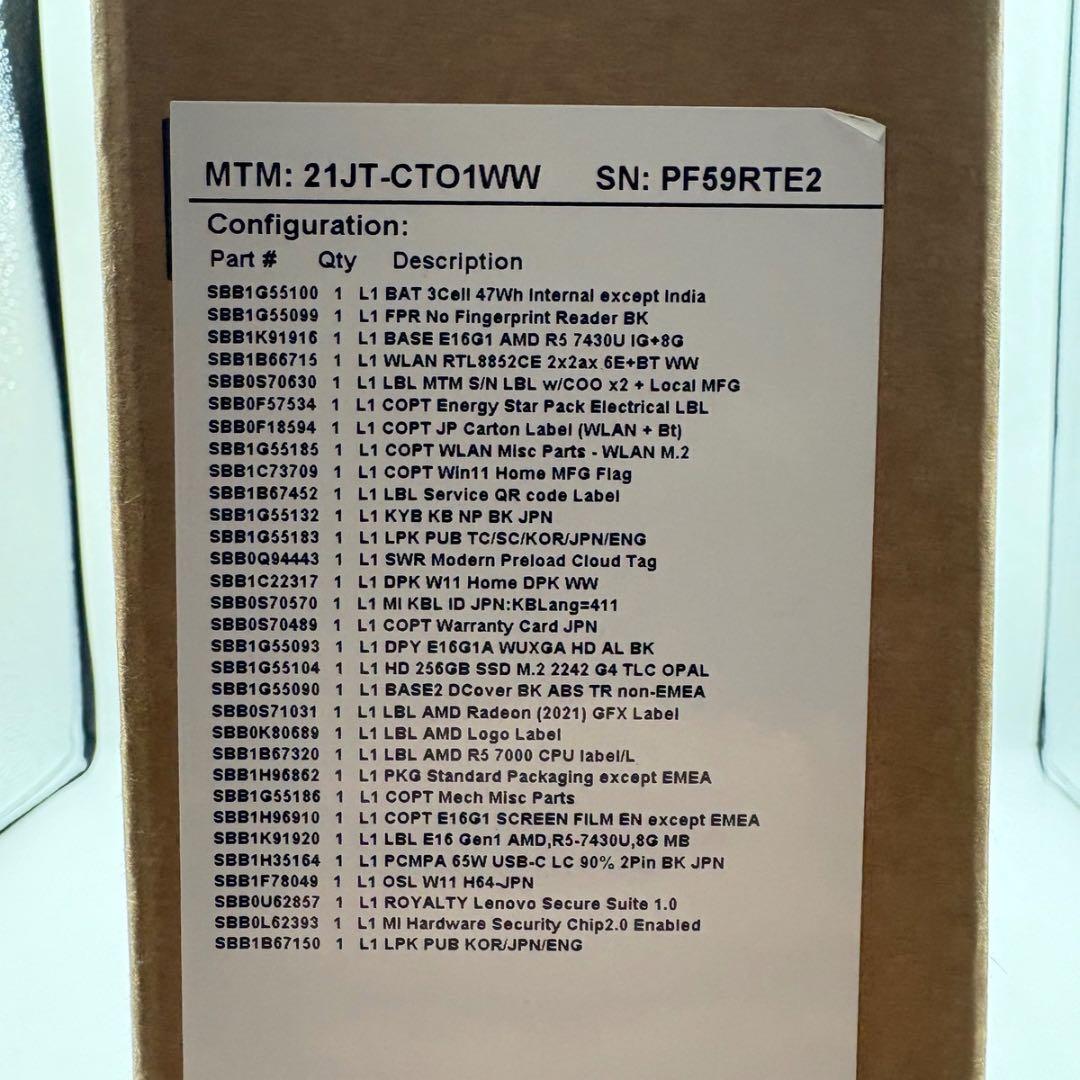 MTM: 21JT-CTO1WW SN: PF59RTE2
Configuration:
Part # Qty Description
SBB1G55100 1 L1 BAT 3Cell 47Wh Internal except India
SBB1G55099 1 L1 FPR No Fingerprint Reader BK
SBB1K91916 1 L1 BASE E16G1 AMD R5 7430U IG+8G
SBB1B66715 1 L1 WLAN RTL8852CE 2x2ax 6E+BT WW
SBB0S70630 1 L1 LBL MTM S/N LBL w/COO x2 + Local MFG
SBB0F57534 1 L1 COPT Energy Star Pack Electrical LBL
SBB0F18594 1 L1 COPT JP Carton Label (WLAN + Bt)
SBB1G55185 1 L1 COPT WLAN Misc Parts - WLAN M.2
SBB1C73709 1 L1 COPT Win11 Home MFG Flag
SBB1B67452 1 L1 LBL Service QR code Label
SBB1G55132 1 L1 KYB KB NP BK JPN
SBB1G55183 1 L1 LPK PUB TC/SC/KOR/JPN/ENG
SBB0Q94443 1 L1 SWR Modern Preload Cloud Tag
SBB1C22317 1 L1 DPK W11 Home DPK WW
SBB0S70570 1 L1 MI KBL ID JPN:KBLang=411
SBB0S70489 1 L1 COPT Warranty Card JPN
SBB1G55093 1 L1 DPY E16G1A WUXGA HD AL BK
SBB1G55104 1 L1 HD 256GB SSD M.2 2242 G4 TLC OPAL
SBB1G55090 1 L1 BASE2 DCover BK ABS TR non-EMEA
SBB0S71031 1 L1 LBL AMD Radeon (2021) GFX Label
SBB0K80689 1 L1 LBL AMD Logo Label
SBB1B67320 1 L1 LBL AMD R5 7000 CPU label/L
SBB1H96862 1 L1 PKG Standard Packaging except EMEA
SBB1G55186 1 L1 COPT Mech Misc Parts
SBB1H96910 1 L1 COPT E16G1 SCREEN FILM EN except EMEA
SBB1K91920 1 L1 LBL E16 Gen1 AMD,R5-7430U,8G MB
SBB1H35164 1 L1 PCMPA 65W USB-C LC 90% 2Pin BK JPN
SBB1F78049 1 L1 OSL W11 H64-JPN
SBB0U62857 1 L1 ROYALTY Lenovo Secure Suite 1.0
SBB0L62393 1 L1 MI Hardware Security Chip2.0 Enabled
SBB1B67150 1 L1 LPK PUB KOR/JPN/ENG